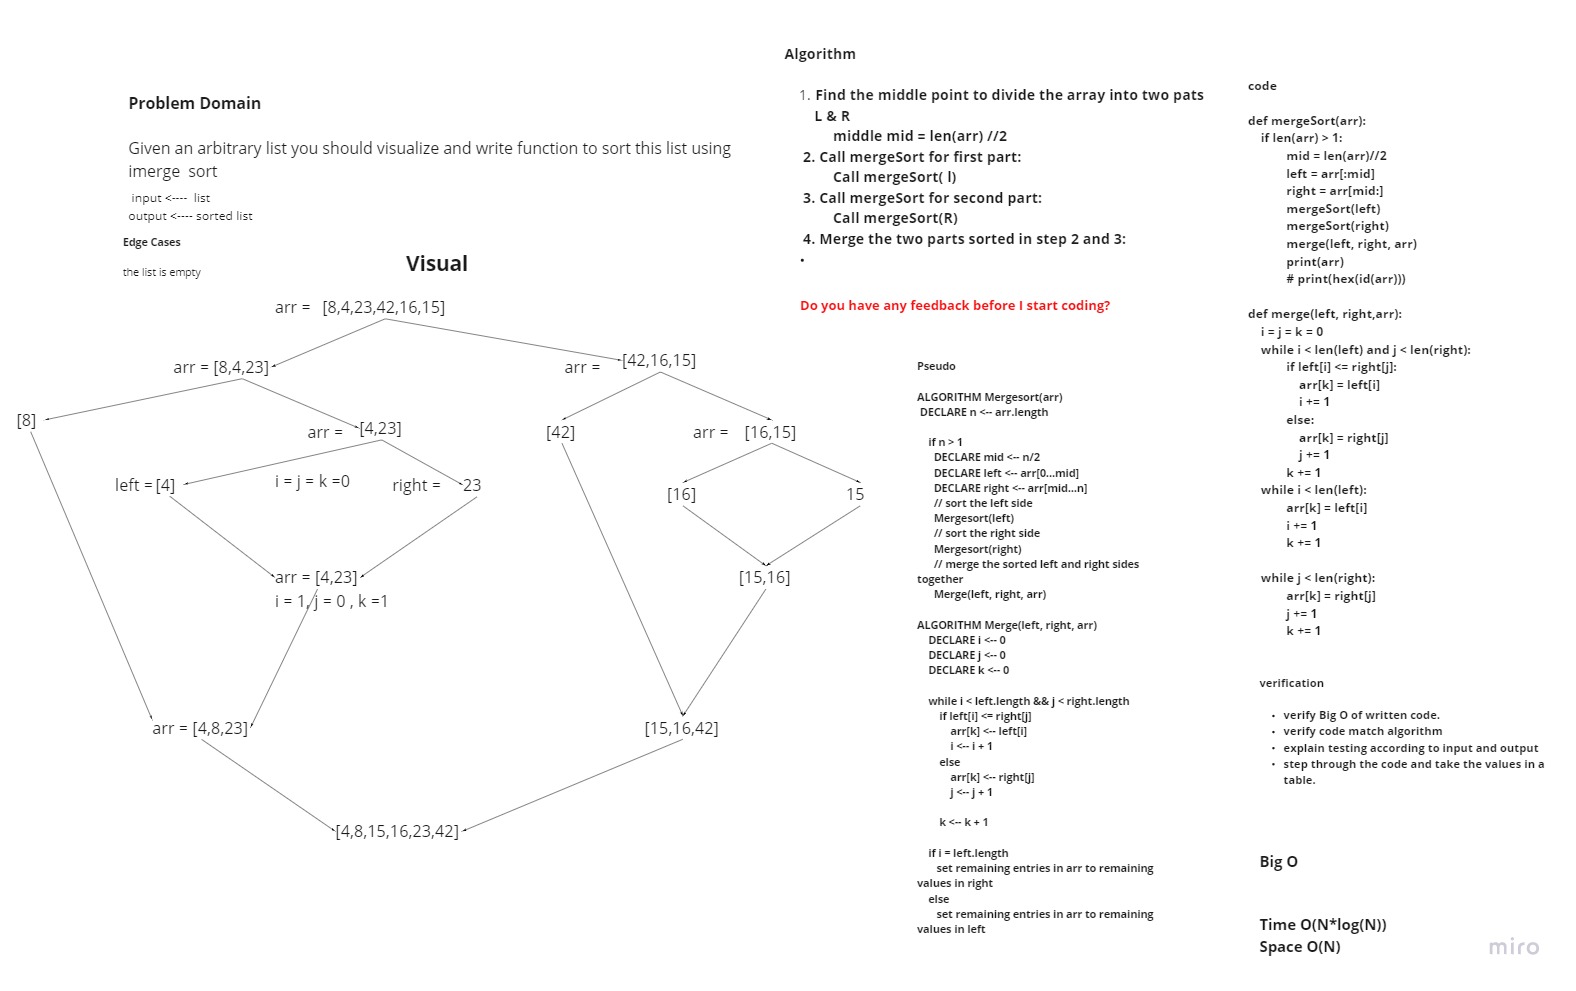 Problem Domain
Given an arbitrary list you should visualize and write function to sort this list using
imerge  sort
input <----  list
output <---- sorted list
Edge Cases
the list is empty
Visual
arr =   [8,4,23,42,16,15]
arr = [8,4,23]
arr =
[42,16,15]
[8]
arr =
[4,23]
[42]
arr =
[16,15]
left = [4]
i = j = k =0
right =
23
[16]
15
arr = [4,23]
i = 1, j = 0 , k =1
[15,16]
arr = [4,8,23]
[15,16,42]
[4,8,15,16,23,42]
Algorithm
1. Find the middle point to divide the array into two pats
L & R
middle mid = len(arr) //2
2. Call mergeSort for first part:
Call mergeSort( l)
3. Call mergeSort for second part:
Call mergeSort(R)
4. Merge the two parts sorted in step 2 and 3:
•
Do you have any feedback before I start coding?
Pseudo
ALGORITHM Mergesort(arr)
DECLARE n <-- arr.length
if n > 1
DECLARE mid <-- n/2
DECLARE left <-- arr[0...mid]
DECLARE right <-- arr[mid...n]
// sort the left side
Mergesort(left)
// sort the right side
Mergesort(right)
// merge the sorted left and right sides
together
Merge(left, right, arr)
ALGORITHM Merge(left, right, arr)
DECLARE i <-- 0
DECLARE j <-- 0
DECLARE k <-- 0
while i < left.length && j < right.length
if left[i] <= right[j]
arr[k] <-- left[i]
i <-- i + 1
else
arr[k] <-- right[j]
j <-- j + 1
k <-- k + 1
if i = left.length
set remaining entries in arr to remaining
values in right
else
set remaining entries in arr to remaining
values in left
code
def mergeSort(arr):
if len(arr) > 1:
mid = len(arr)//2
left = arr[:mid]
right = arr[mid:]
mergeSort(left)
mergeSort(right)
merge(left, right, arr)
print(arr)
# print(hex(id(arr)))
def merge(left, right,arr):
i = j = k = 0
while i < len(left) and j < len(right):
if left[i] <= right[j]:
arr[k] = left[i]
i += 1
else:
arr[k] = right[j]
j += 1
k += 1
while i < len(left):
arr[k] = left[i]
i += 1
k += 1
while j < len(right):
arr[k] = right[j]
j += 1
k += 1
verification
• verify Big O of written code.
• verify code match algorithm
• explain testing according to input and output
• step through the code and take the values in a
table.
Big O
Time O(N*log(N))
Space O(N)
miro